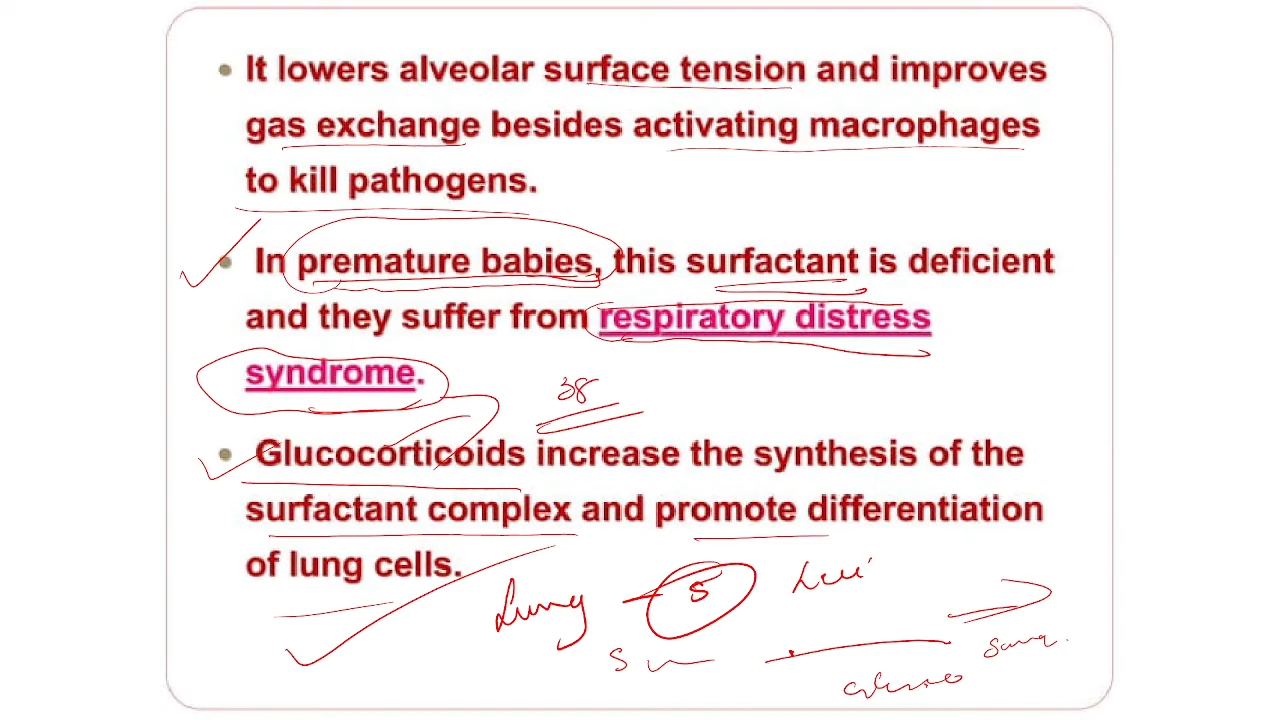 • It lowers alveolar surface tension and improves
gas exchange besides activating macrophages
to kill pathogens.
• In premature babies, this surfactant is deficient
and they suffer from respiratory distress
syndrome.
38
• Glucocorticoids increase the synthesis of the
surfactant complex and promote differentiation
of lung cells.
Lung S
S